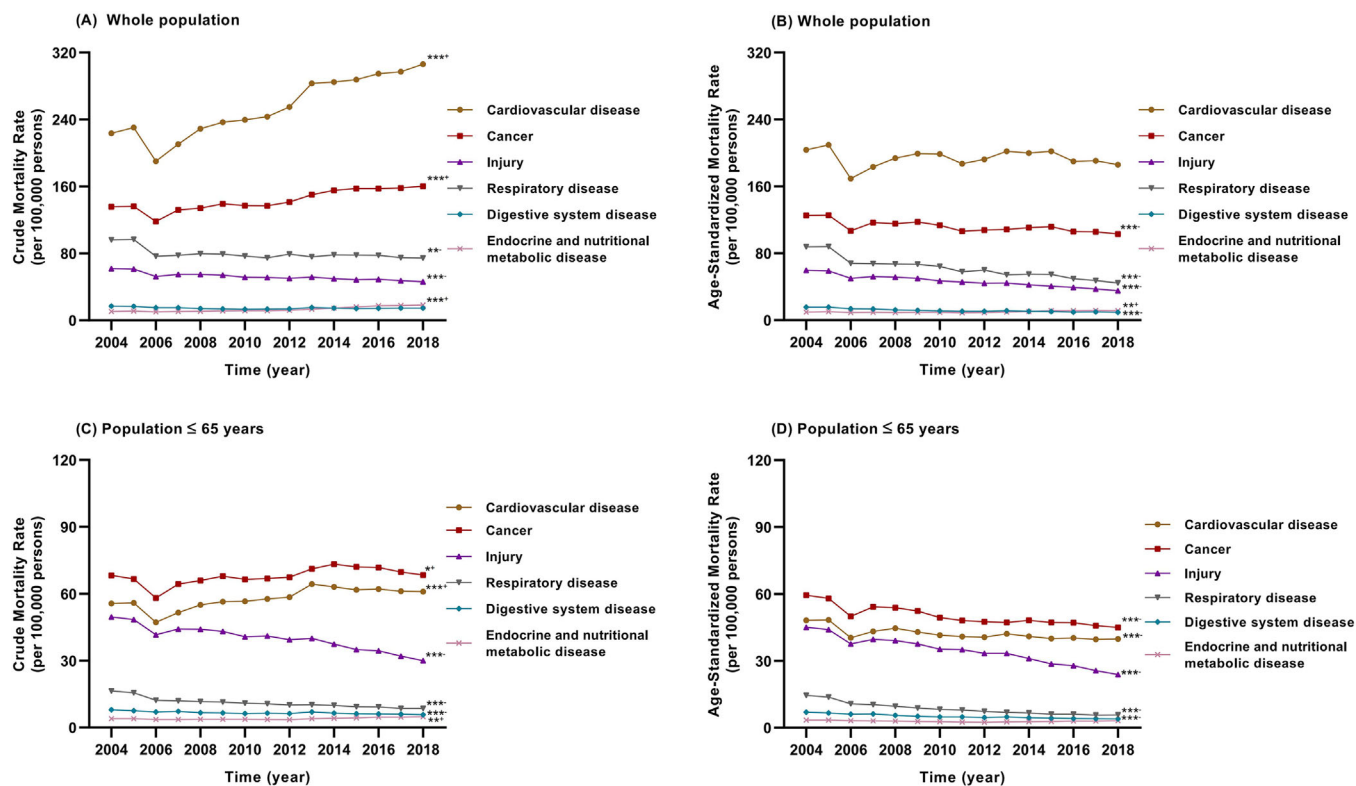 (A) Whole population
Crude Mortality Rate
(per 100,000 persons)
320
240
160
80
0
2004 2006 2008 2010 2012 2014 2016 2018
Time (year)
***+
***+
**-
***-
***+
Cardiovascular disease
Cancer
Injury
Respiratory disease
Digestive system disease
Endocrine and nutritional
metabolic disease
(B) Whole population
Age-Standardized Mortality Rate
(per 100,000 persons)
320
240
160
80
0
2004 2006 2008 2010 2012 2014 2016 2018
Time (year)
***-
***-
***-
**+
***-
Cardiovascular disease
Cancer
Injury
Respiratory disease
Digestive system disease
Endocrine and nutritional
metabolic disease
(C) Population ≤ 65 years
Crude Mortality Rate
(per 100,000 persons)
120
90
60
30
0
2004 2006 2008 2010 2012 2014 2016 2018
Time (year)
*+
***+
***-
***-
***-
**+
Cardiovascular disease
Cancer
Injury
Respiratory disease
Digestive system disease
Endocrine and nutritional
metabolic disease
(D) Population ≤ 65 years
Age-Standardized Mortality Rate
(per 100,000 persons)
120
90
60
30
0
2004 2006 2008 2010 2012 2014 2016 2018
Time (year)
***-
***-
***-
***-
***-
Cardiovascular disease
Cancer
Injury
Respiratory disease
Digestive system disease
Endocrine and nutritional
metabolic disease